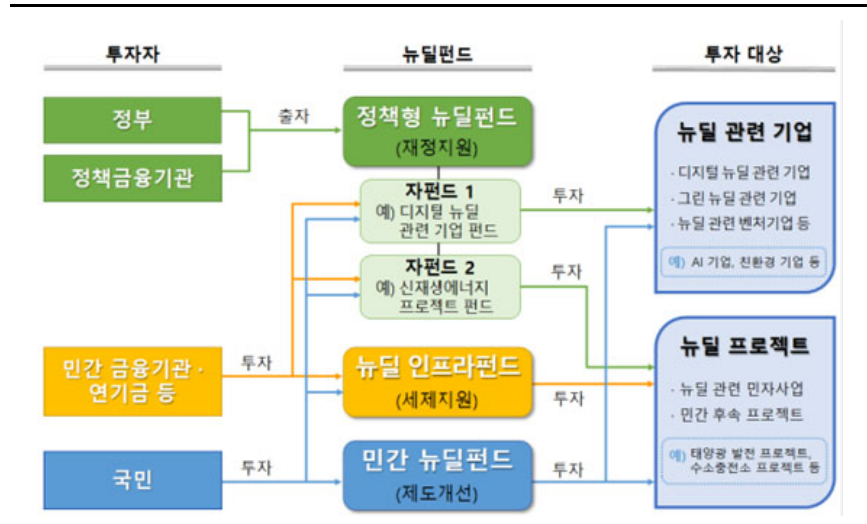 투자자
뉴딜펀드
투자 대상
정부
정책금융기관
출자
정책형 뉴딜펀드
(재정지원)
자펀드 1
예) 디지털 뉴딜
관련 기업 펀드
투자
자펀드 2
예) 신재생에너지
프로젝트 펀드
투자
뉴딜 관련 기업
· 디지털 뉴딜 관련 기업
· 그린 뉴딜 관련 기업
· 뉴딜 관련 벤처기업 등
예) AI 기업, 친환경 기업 등
민간 금융기관 ·
연기금 등
투자
뉴딜 인프라펀드
(세제지원)
투자
뉴딜 프로젝트
· 뉴딜 관련 민자사업
· 민간 후속 프로젝트
예) 태양광 발전 프로젝트,
수소충전소 프로젝트 등
국민
투자
민간 뉴딜펀드
(제도개선)
투자